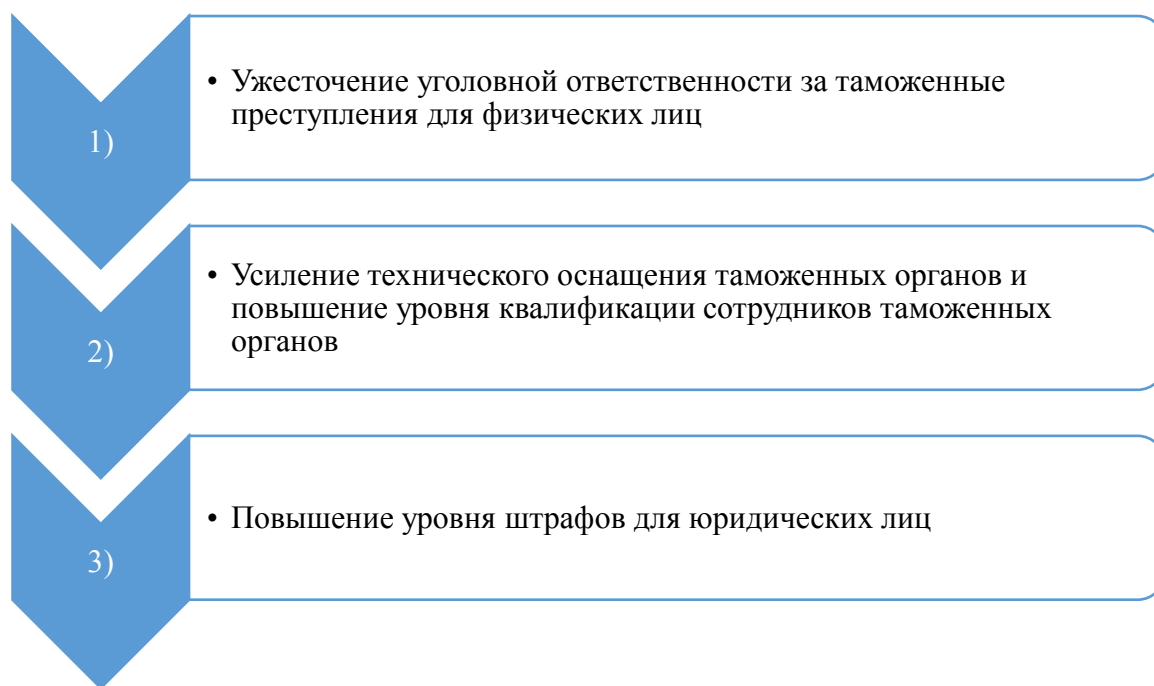 1)
• Ужесточение уголовной ответственности за таможенные
преступления для физических лиц
2)
• Усиление технического оснащения таможенных органов и
повышение уровня квалификации сотрудников таможенных
органов
3)
• Повышение уровня штрафов для юридических лиц